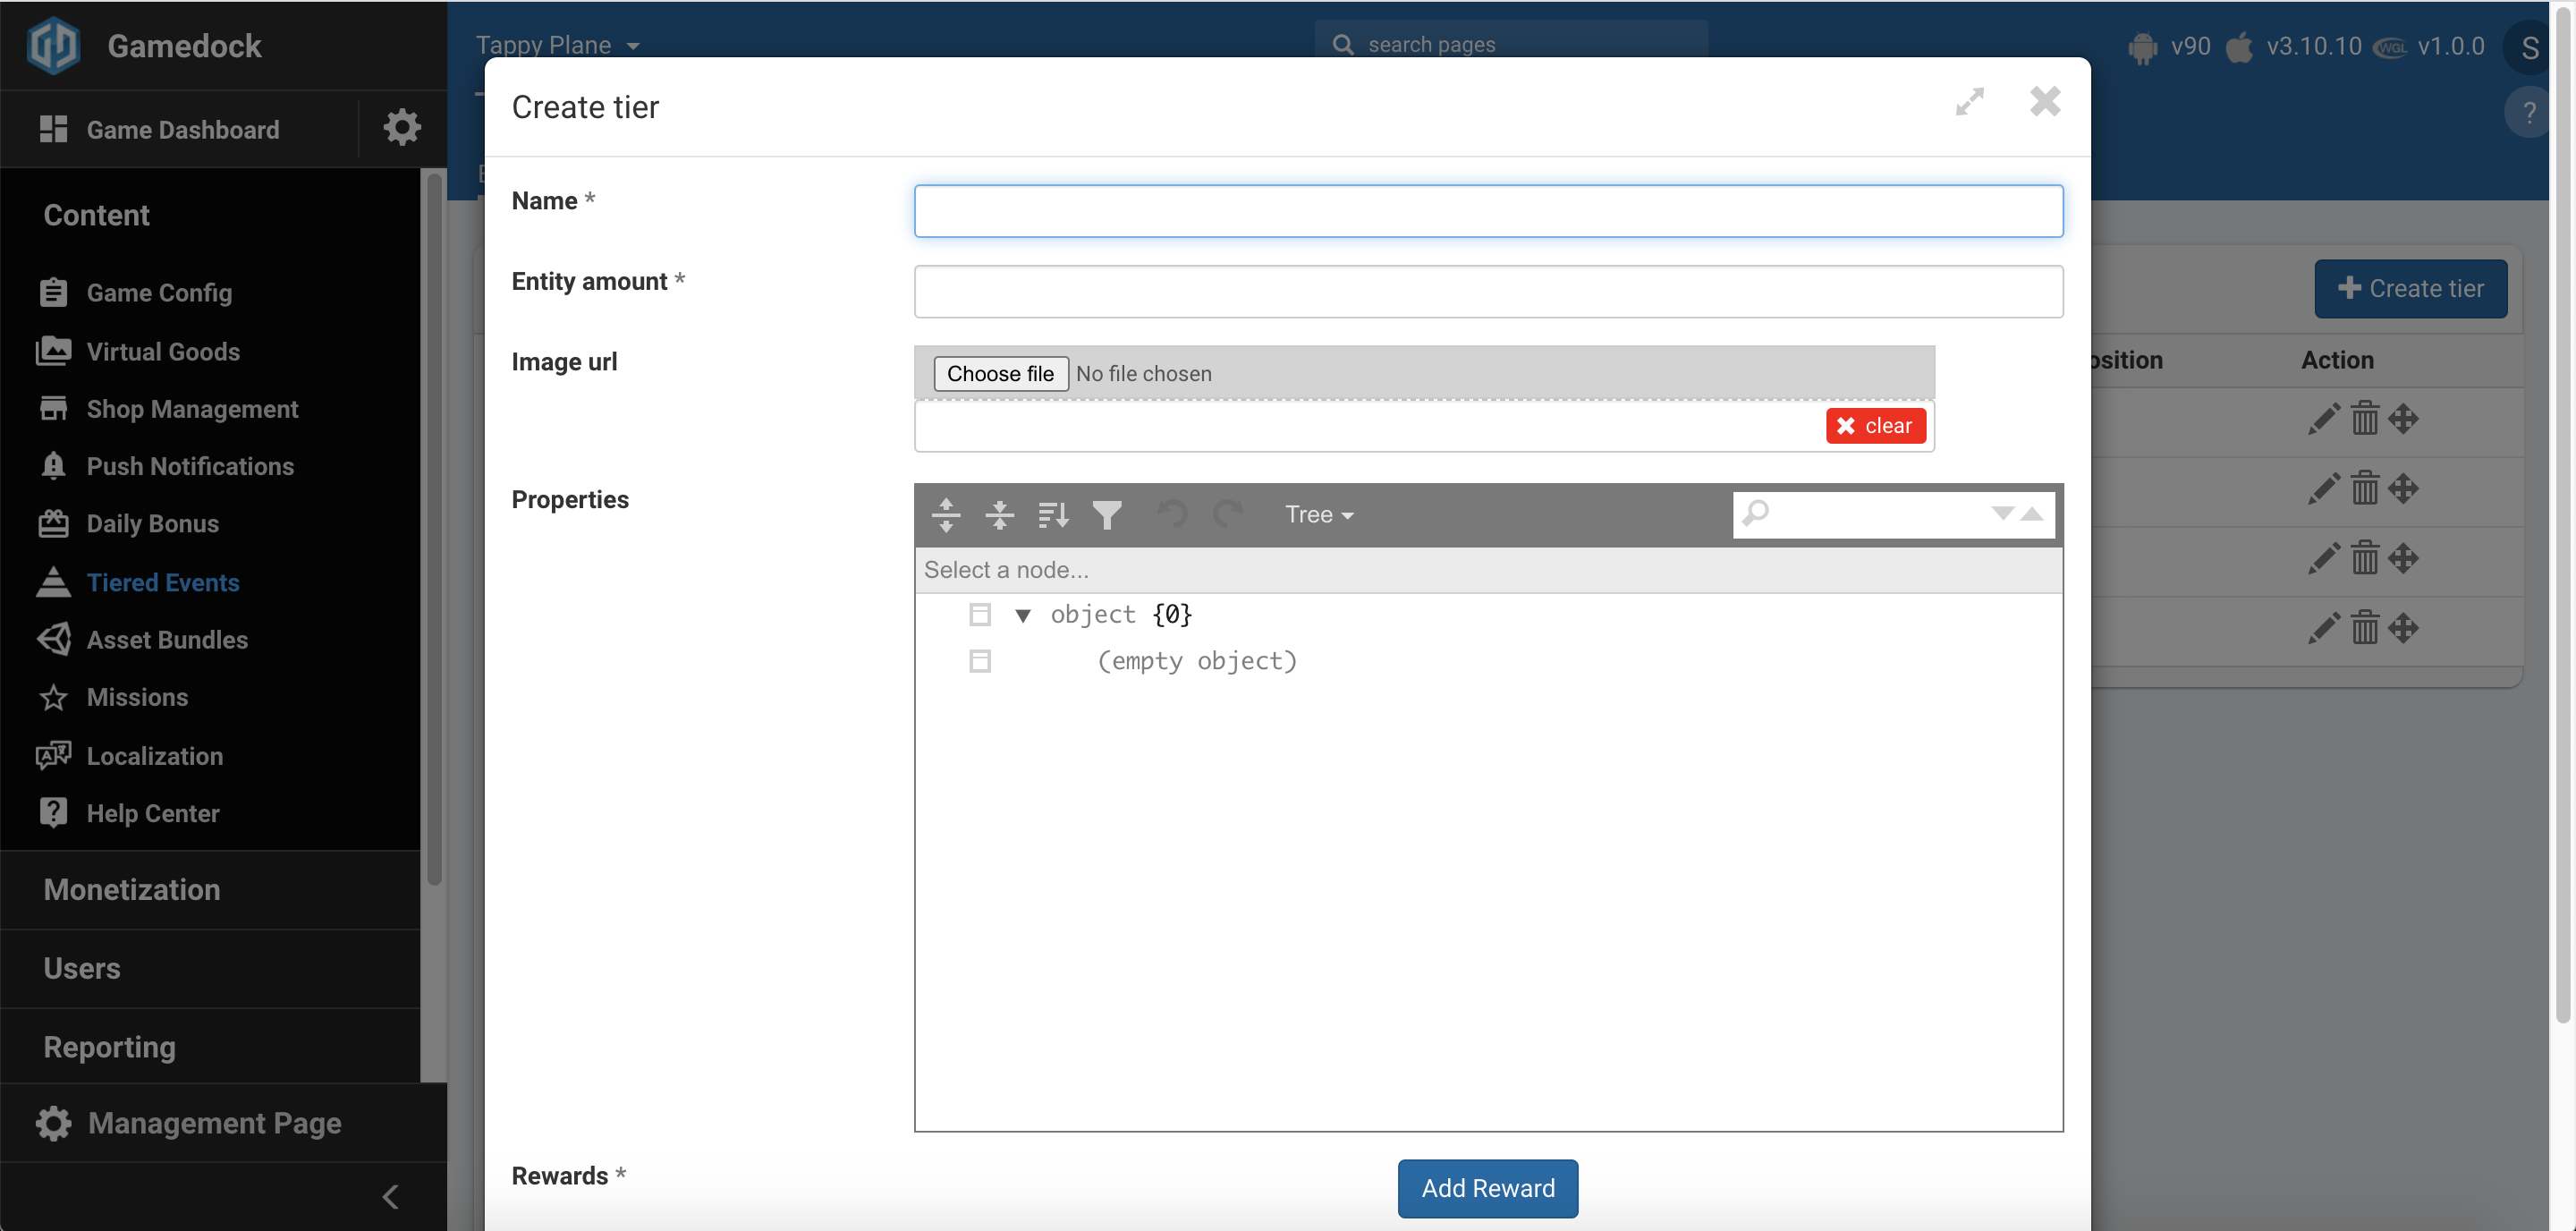 Gamedock
Tappy Plane
search pages
v90
v3.10.10
WGL
v1.0.0
S
Game Dashboard
?
Create tier
Content
Game Config
Virtual Goods
Shop Management
Push Notifications
Daily Bonus
Tiered Events
Asset Bundles
Missions
Localization
Help Center
Monetization
Users
Reporting
Management Page
Name *
Entity amount *
Image url
Choose file No file chosen
clear
Properties
Tree
Select a node...
object {0}
(empty object)
Rewards *
Add Reward
Create tier
osition
Action